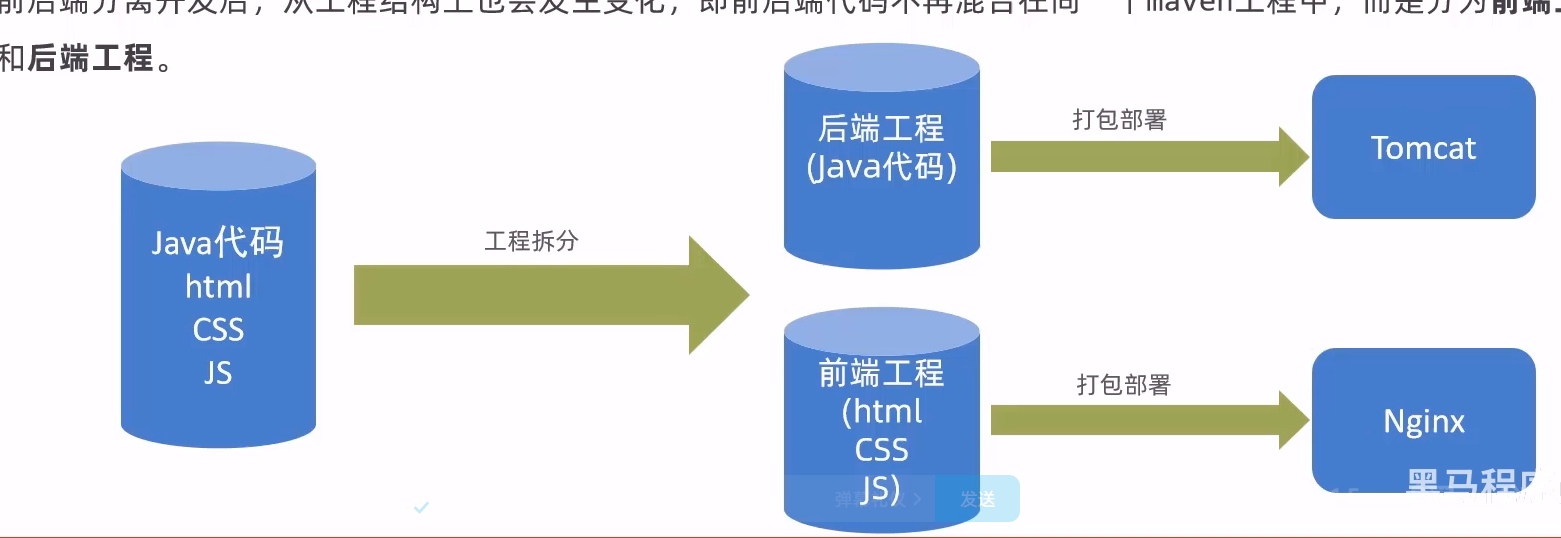 前后端分离开发后，从工程结构上也会发生变化，即前后端代码不再混合在同一个maven工程中，而是分为前端工
和后端工程。
Java代码
html
CSS
JS
工程拆分
后端工程
(Java代码)
打包部署
Tomcat
前端工程
(html
CSS
JS)
打包部署
Nginx
发送
黑马程序